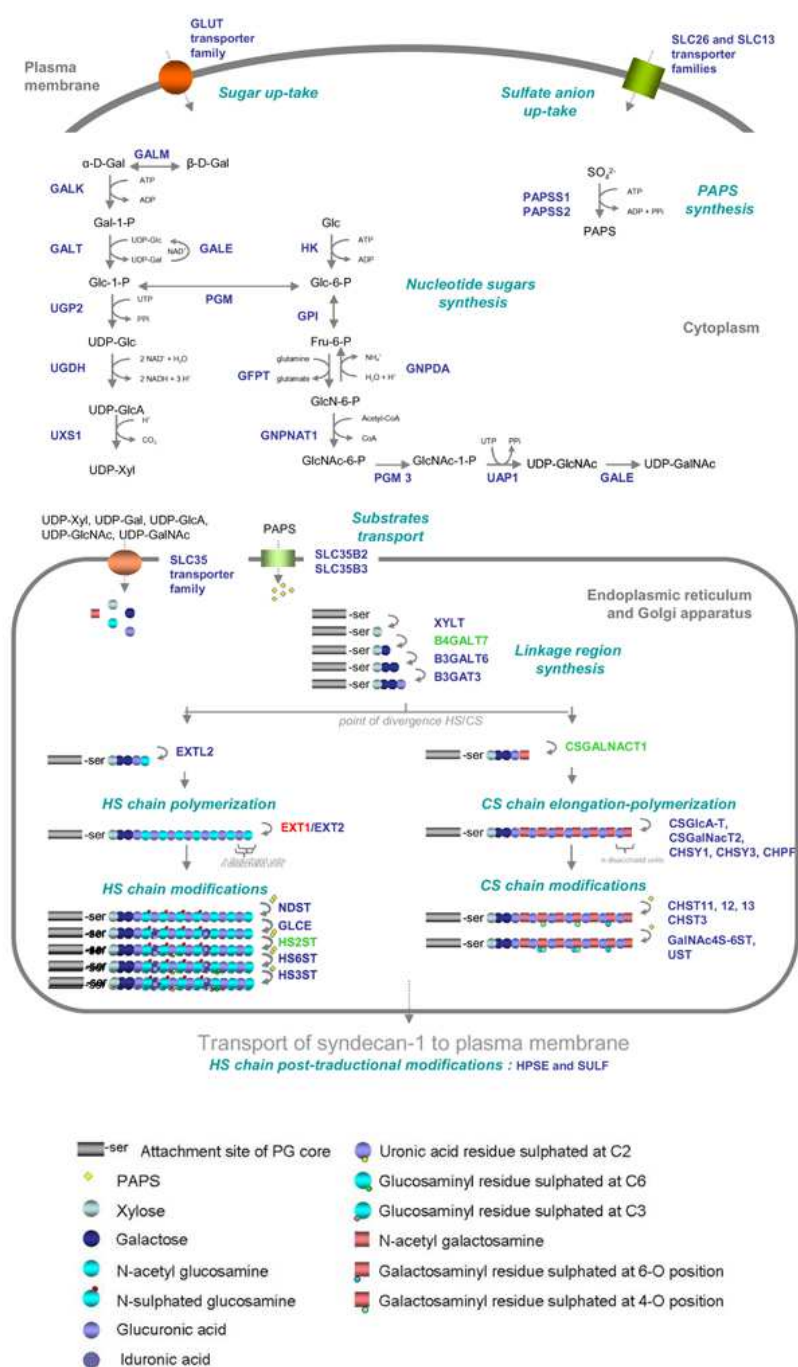 GLUT
transporter
family
SLC26 and SLC13
transporter
families
Plasma
membrane
Sugar up-take
Sulfate anion
up-take
GALM
α-D-Gal
β-D-Gal
GALK
ATP
ADP
SO₄²⁻
PAPSS1
PAPSS2
ATP
ADP + PPi
PAPS
PAPS
synthesis
Gal-1-P
Glc
GALT
UDP-Glc
UDP-Gal
NAD⁺
GALE
HK
ATP
ADP
Glc-1-P
PGM
Glc-6-P
Nucleotide sugars
synthesis
UGP2
UTP
PPi
GPI
Cytoplasm
UDP-Glc
Fru-6-P
UGDH
2 NAD⁺ + H₂O
2 NADH + 3 H⁺
glutamine
glutamate
GFPT
NH₄⁺
H₂O + H⁺
GNPDA
UDP-GlcA
GlcN-6-P
UXS1
H⁺
CO₂
GNPNAT1
Acetyl-CoA
CoA
UDP-Xyl
GlcNAc-6-P
PGM 3
GlcNAc-1-P
UTP
PPi
UAP1
UDP-GlcNAc
GALE
UDP-GalNAc
UDP-Xyl, UDP-Gal, UDP-GlcA,
UDP-GlcNAc, UDP-GalNAc
PAPS
Substrates
transport
SLC35
transporter
family
SLC35B2
SLC35B3
Endoplasmic reticulum
and Golgi apparatus
-ser
XYLT
-ser
B4GALT7
-ser
B3GALT6
-ser
B3GAT3
-ser
Linkage region
synthesis
point of divergence HS/CS
-ser
EXTL2
-ser
CSGALNACT1
HS chain polymerization
CS chain elongation-polymerization
-ser
EXT1/EXT2
-ser
CSGlcA-T,
CSGalNacT2,
CHSY1, CHSY3, CHPF
n disaccharid units
HS chain modifications
CS chain modifications
-ser
NDST
-ser
GLCE
-ser
HS2ST
-ser
HS6ST
-ser
HS3ST
-ser
CHST11, 12, 13
CHST3
-ser
GalNAc4S-6ST,
UST
Transport of syndecan-1 to plasma membrane
HS chain post-traductional modifications : HPSE and SULF
-ser Attachment site of PG core
PAPS
Xylose
Galactose
N-acetyl glucosamine
N-sulphated glucosamine
Glucuronic acid
Iduronic acid
Uronic acid residue sulphated at C2
Glucosaminyl residue sulphated at C6
Glucosaminyl residue sulphated at C3
N-acetyl galactosamine
Galactosaminyl residue sulphated at 6-O position
Galactosaminyl residue sulphated at 4-O position